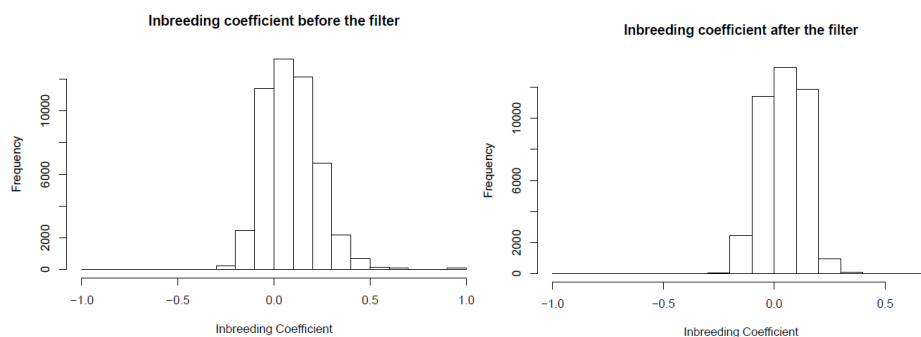 Inbreeding coefficient before the filter
Frequency
0 2000 6000 10000
−1.0 −0.5 0.0 0.5 1.0
Inbreeding Coefficient
Inbreeding coefficient after the filter
Frequency
0 2000 6000 10000
−1.0 −0.5 0.0 0.5
Inbreeding Coefficient